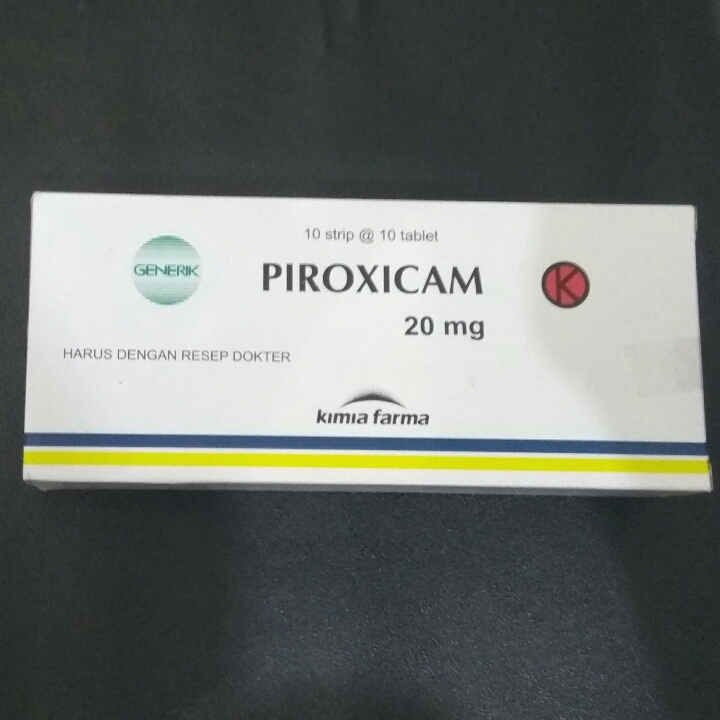 10 strip @ 10 tablet
GENERIK
PIROXICAM
K
20 mg
HARUS DENGAN RESEP DOKTER
kimia farma